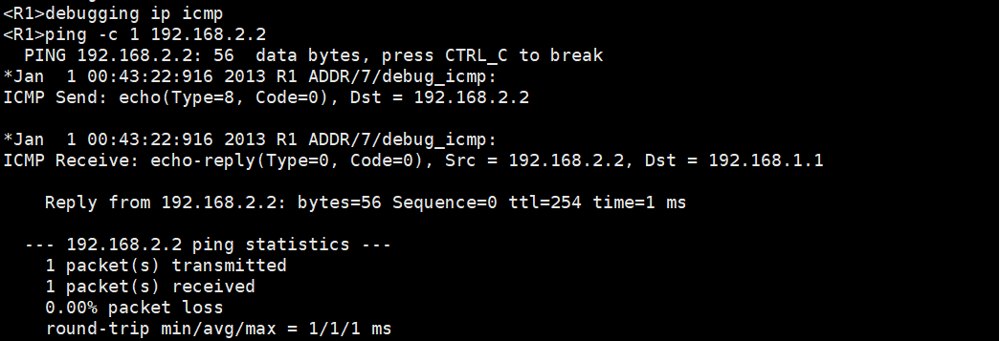 <R1>debugging ip icmp
<R1>ping -c 1 192.168.2.2
PING 192.168.2.2: 56  data bytes, press CTRL_C to break
*Jan  1 00:43:22:916 2013 R1 ADDR/7/debug_icmp:
ICMP Send: echo(Type=8, Code=0), Dst = 192.168.2.2
*Jan  1 00:43:22:916 2013 R1 ADDR/7/debug_icmp:
ICMP Receive: echo-reply(Type=0, Code=0), Src = 192.168.2.2, Dst = 192.168.1.1
Reply from 192.168.2.2: bytes=56 Sequence=0 ttl=254 time=1 ms
--- 192.168.2.2 ping statistics ---
1 packet(s) transmitted
1 packet(s) received
0.00% packet loss
round-trip min/avg/max = 1/1/1 ms